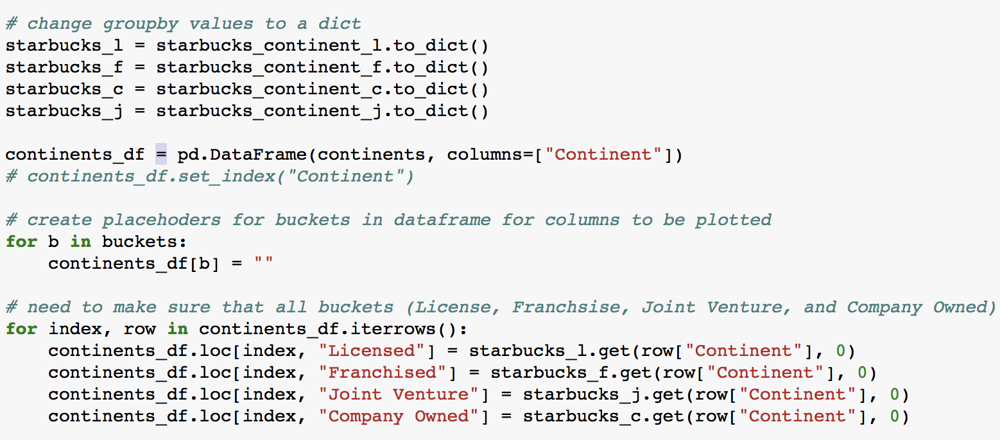 # change groupby values to a dict
starbucks_l = starbucks_continent_l.to_dict()
starbucks_f = starbucks_continent_f.to_dict()
starbucks_c = starbucks_continent_c.to_dict()
starbucks_j = starbucks_continent_j.to_dict()

continents_df = pd.DataFrame(continents, columns=["Continent"])
# continents_df.set_index("Continent")

# create placehoders for buckets in dataframe for columns to be plotted
for b in buckets:
    continents_df[b] = ""

# need to make sure that all buckets (License, Franchsise, Joint Venture, and Company Owned)
for index, row in continents_df.iterrows():
    continents_df.loc[index, "Licensed"] = starbucks_l.get(row["Continent"], 0)
    continents_df.loc[index, "Franchised"] = starbucks_f.get(row["Continent"], 0)
    continents_df.loc[index, "Joint Venture"] = starbucks_j.get(row["Continent"], 0)
    continents_df.loc[index, "Company Owned"] = starbucks_c.get(row["Continent"], 0)